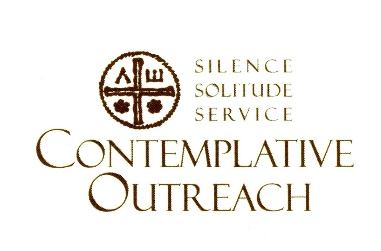 SILENCE
SOLITUDE
SERVICE
CONTEMPLATIVE
OUTREACH